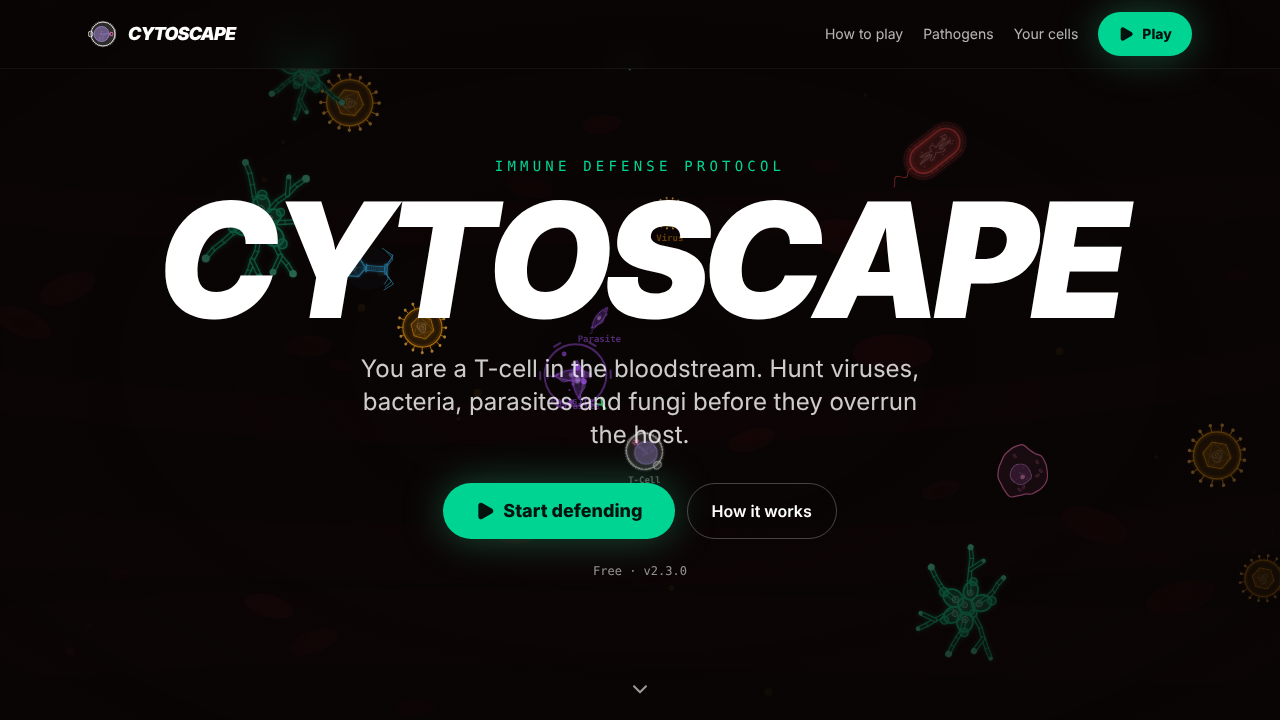 CYTOSCAPE
How to play
Pathogens
Your cells
Play
IMMUNE DEFENSE PROTOCOL
CYTOSCAPE
Virus
Parasite
You are a T-cell in the bloodstream. Hunt viruses,
bacteria, parasites and fungi before they overrun
the host.
T-Cell
Start defending
How it works
Free · v2.3.0